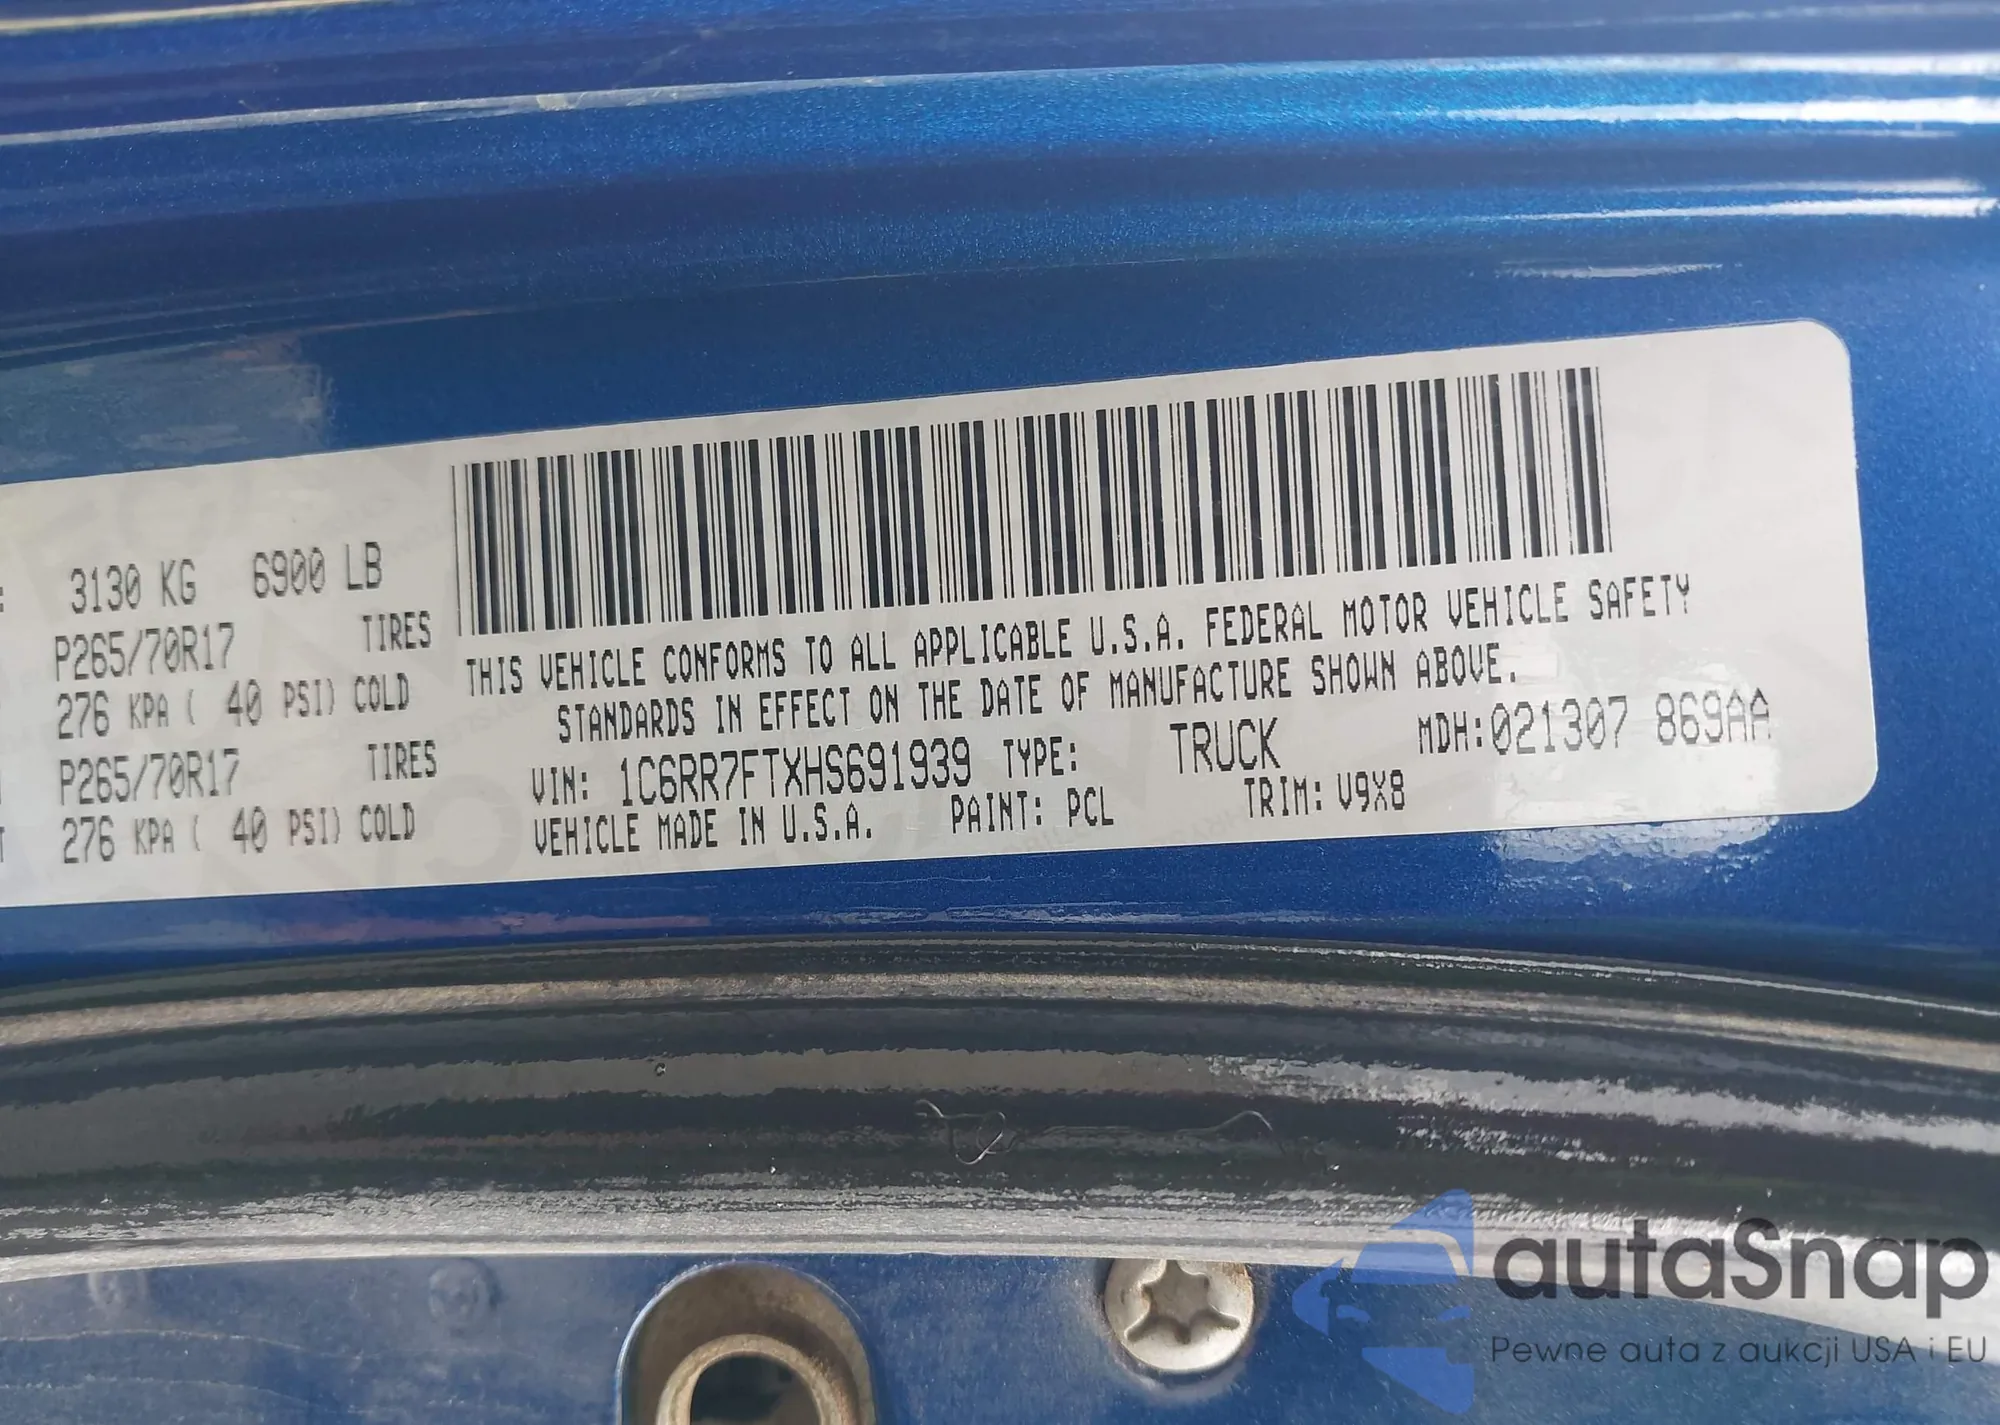 : 3130 KG 6900 LB
P265/70R17 TIRES
276 KPA ( 40 PSI) COLD
P265/70R17 TIRES
276 KPA ( 40 PSI) COLD
THIS VEHICLE CONFORMS TO ALL APPLICABLE U.S.A. FEDERAL MOTOR VEHICLE SAFETY
STANDARDS IN EFFECT ON THE DATE OF MANUFACTURE SHOWN ABOVE.
VIN: 1C6RR7FTXHS691939 TYPE: TRUCK MDH:021307 869AA
VEHICLE MADE IN U.S.A. PAINT: PCL TRIM: V9X8
autaSnap
Pewne auta z aukcji USA i EU